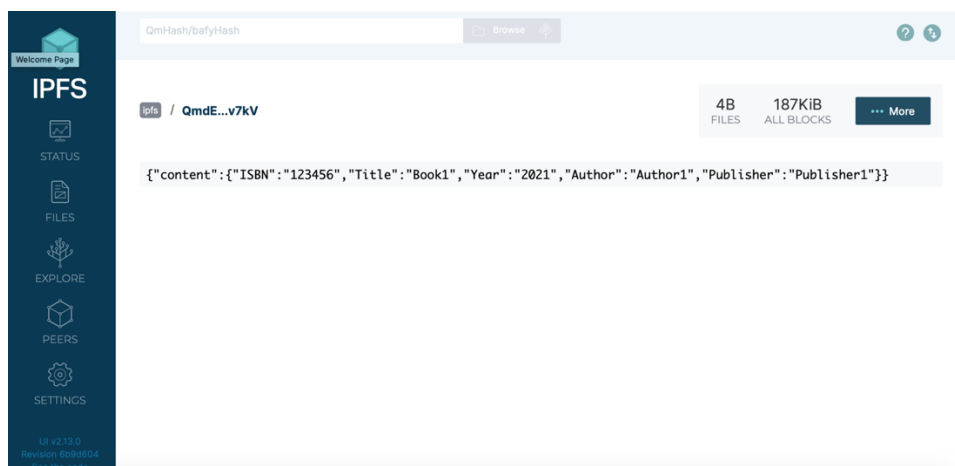 QmHash/bafyHash
Browse
Welcome Page
IPFS
ipfs / QmdE...v7kV
4B
FILES
187KiB
ALL BLOCKS
••• More
STATUS
{"content":{"ISBN":"123456","Title":"Book1","Year":"2021","Author":"Author1","Publisher":"Publisher1"}}
FILES
EXPLORE
PEERS
SETTINGS
UI v2.13.0
Revision 6b9d604